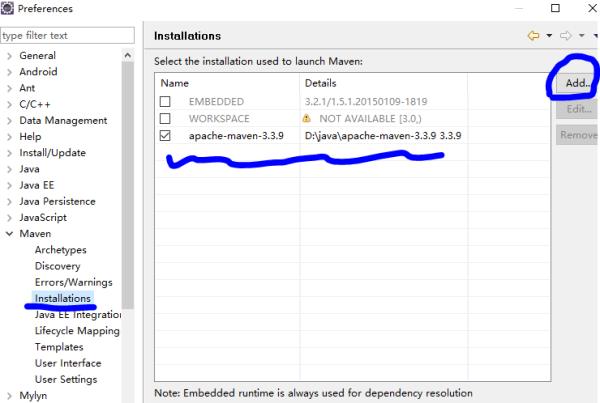 Preferences
type filter text
General
Android
Ant
C/C++
Data Management
Help
Install/Update
Java
Java EE
Java Persistence
JavaScript
Maven
Archetypes
Discovery
Errors/Warnings
Installations
Java EE Integration
Lifecycle Mapping
Templates
User Interface
User Settings
Mylyn
Installations
Select the installation used to launch Maven:
Name Details
EMBEDDED 3.2.1/1.5.1.20150109-1819
WORKSPACE NOT AVAILABLE [3.0,)
apache-maven-3.3.9 D:\java\apache-maven-3.3.9 3.3.9
Add...
Edit...
Remove
Note: Embedded runtime is always used for dependency resolution